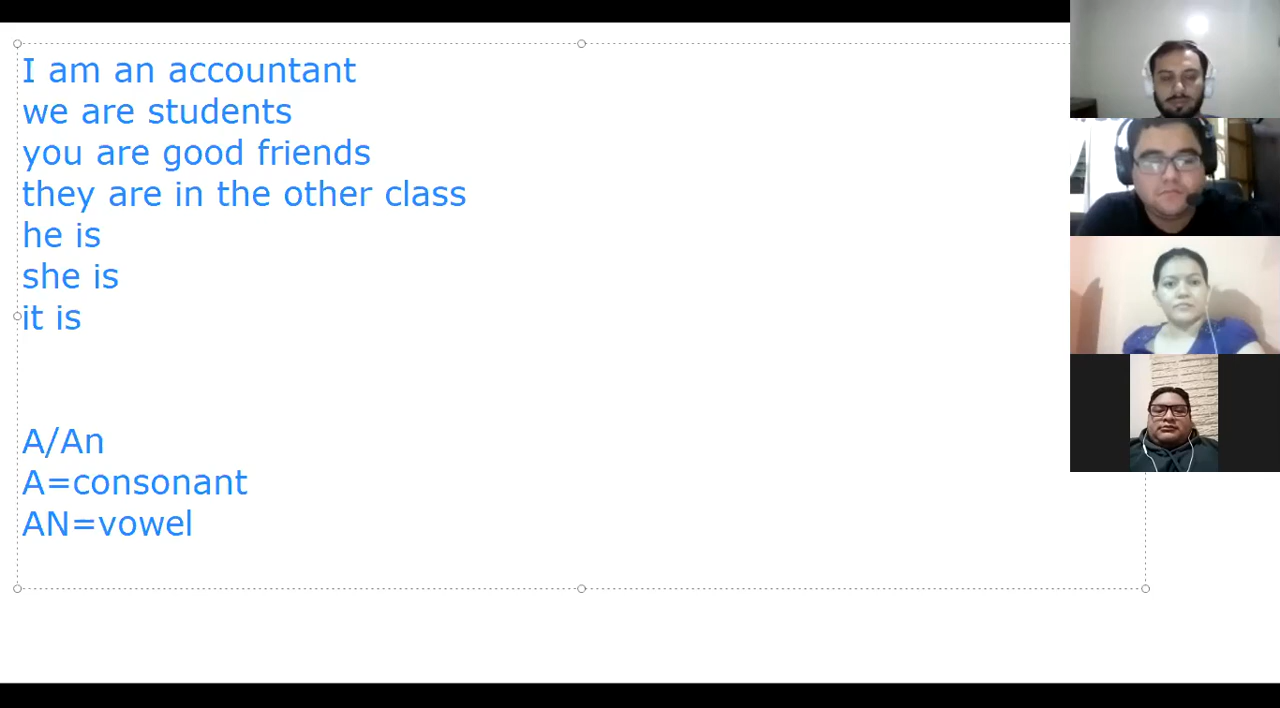 I am an accountant
we are students
you are good friends
they are in the other class
he is
she is
it is
A/An
A=consonant
AN=vowel